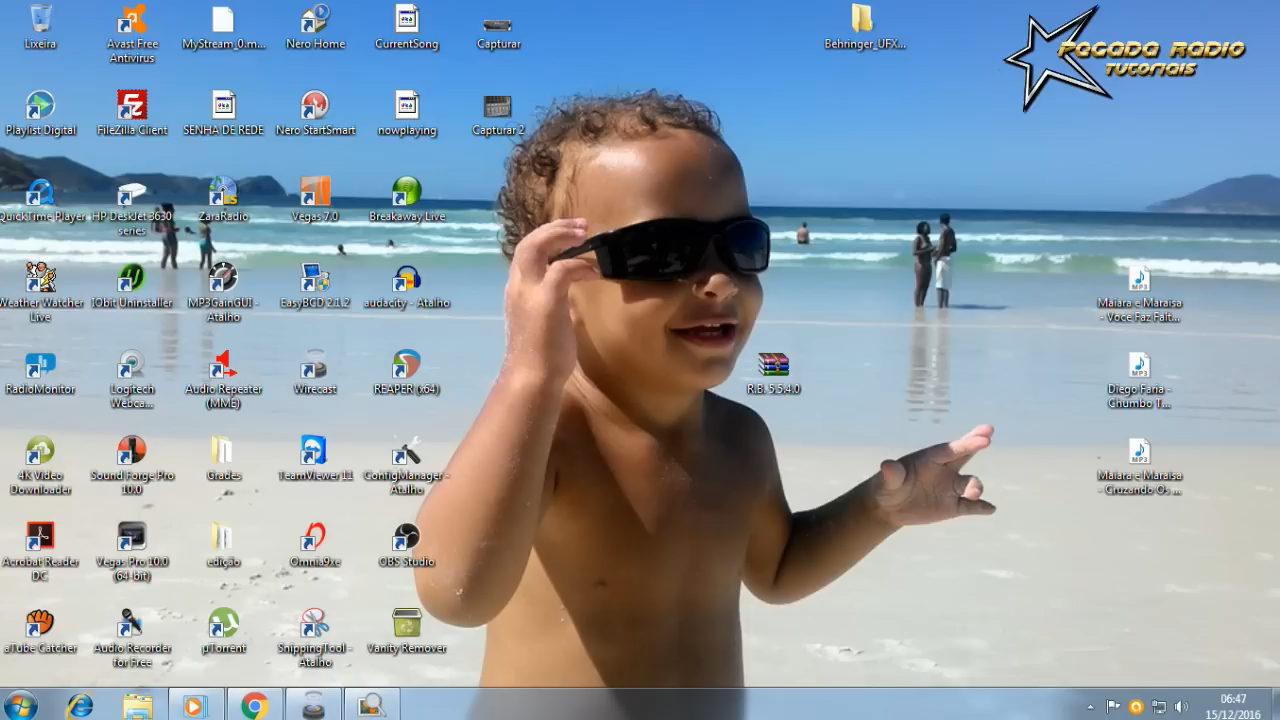 Lixeira
Avast Free
Antivirus
MyStream_0.m...
Nero Home
CurrentSong
Capturar
Behringer_UFX...
PEGADA RADIO
TUTORIAIS
Playlist Digital
FileZilla Client
SENHA DE REDE
Nero StartSmart
nowplaying
Capturar 2
QuickTime Player
HP DeskJet 3630
series
ZaraRadio
Vegas 7.0
Breakaway Live
Weather Watcher
Live
IObit Uninstaller
MP3GainGUI -
Atalho
EasyBCD 2.1.2
audacity - Atalho
Maiara e Maraisa
- Voce Faz Falt...
RadioMonitor
Logitech
Webca...
Audio Repeater
(MME)
Wirecast
REAPER (x64)
R.B. 5.5.4.0
Diego Faria -
Chumbo T...
4k Video
Downloader
Sound Forge Pro
10.0
Grades
TeamViewer 11
ConfigManager -
Atalho
Maiara e Maraisa
- Cruzando Os ...
Acrobat Reader
DC
Vegas Pro 10.0
(64-bit)
edição
Omnia9xe
OBS Studio
aTube Catcher
Audio Recorder
for Free
µTorrent
SnippingTool -
Atalho
Vanity Remover
06:47
15/12/2016